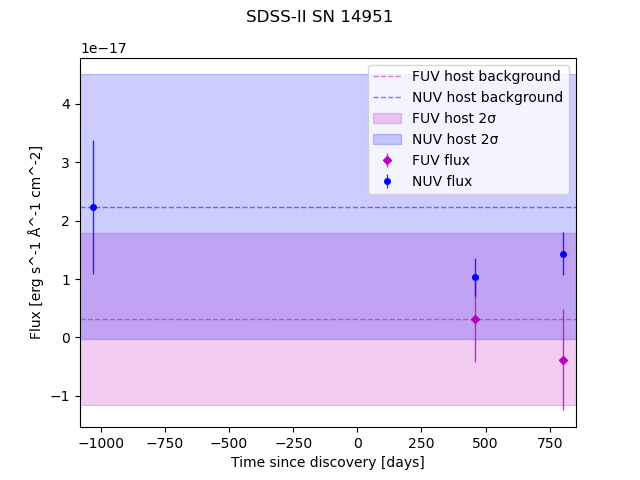 SDSS-II SN 14951
1e−17
FUV host background
NUV host background
FUV host 2σ
NUV host 2σ
FUV flux
NUV flux
4
3
2
1
0
−1
Flux [erg s^-1 Å^-1 cm^-2]
−1000 −750 −500 −250 0 250 500 750
Time since discovery [days]